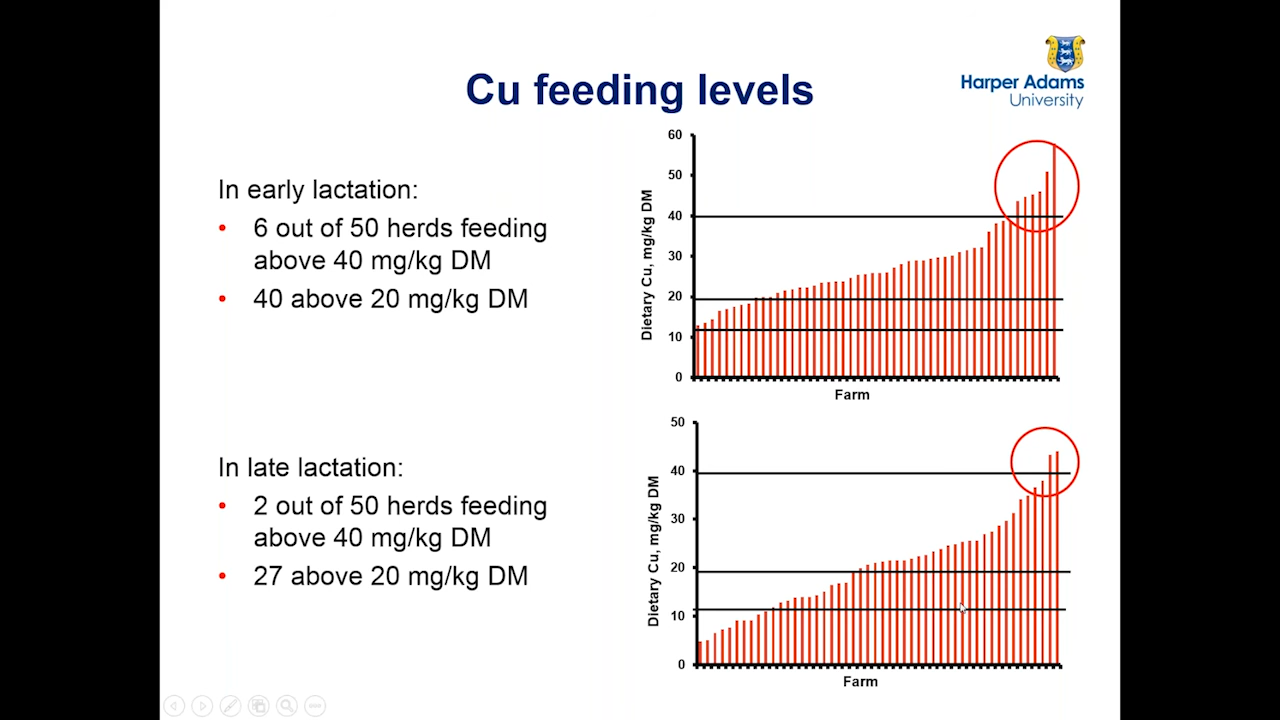 Cu feeding levels
Harper Adams
University
In early lactation:
• 6 out of 50 herds feeding
above 40 mg/kg DM
• 40 above 20 mg/kg DM
60
50
40
30
20
10
0
Dietary Cu, mg/kg DM
Farm
In late lactation:
• 2 out of 50 herds feeding
above 40 mg/kg DM
• 27 above 20 mg/kg DM
50
40
30
20
10
0
Dietary Cu, mg/kg DM
Farm